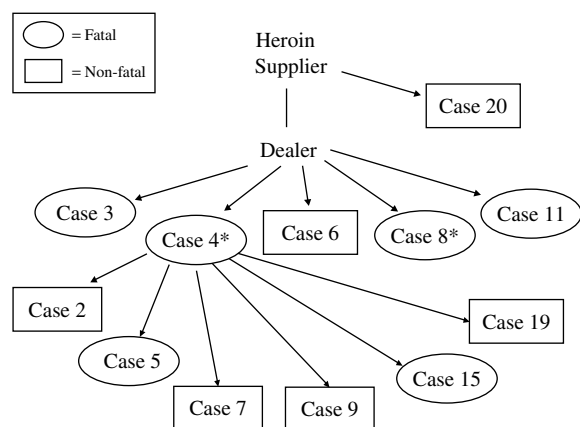 = Fatal
= Non-fatal
Heroin
Supplier
Case 20
Dealer
Case 3
Case 4*
Case 6
Case 8*
Case 11
Case 2
Case 5
Case 7
Case 9
Case 15
Case 19